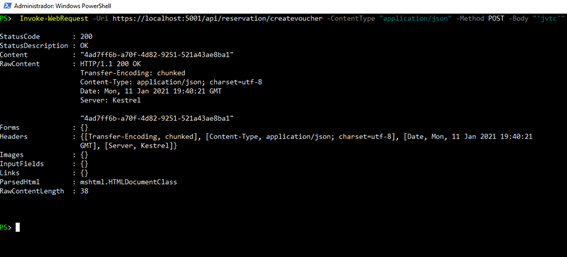 Administrador: Windows PowerShell
PS> Invoke-WebRequest -Uri https://localhost:5001/api/reservation/createvoucher -ContentType "application/json" -Method POST -Body "'jvtc'"
StatusCode : 200
StatusDescription : OK
Content : "4ad7ff6b-a70f-4d82-9251-521a43ae8ba1"
RawContent : HTTP/1.1 200 OK
Transfer-Encoding: chunked
Content-Type: application/json; charset=utf-8
Date: Mon, 11 Jan 2021 19:40:21 GMT
Server: Kestrel
"4ad7ff6b-a70f-4d82-9251-521a43ae8ba1"
Forms : {}
Headers : {[Transfer-Encoding, chunked], [Content-Type, application/json; charset=utf-8], [Date, Mon, 11 Jan 2021 19:40:21
GMT], [Server, Kestrel]}
Images : {}
InputFields : {}
Links : {}
ParsedHtml : mshtml.HTMLDocumentClass
RawContentLength : 38
PS>